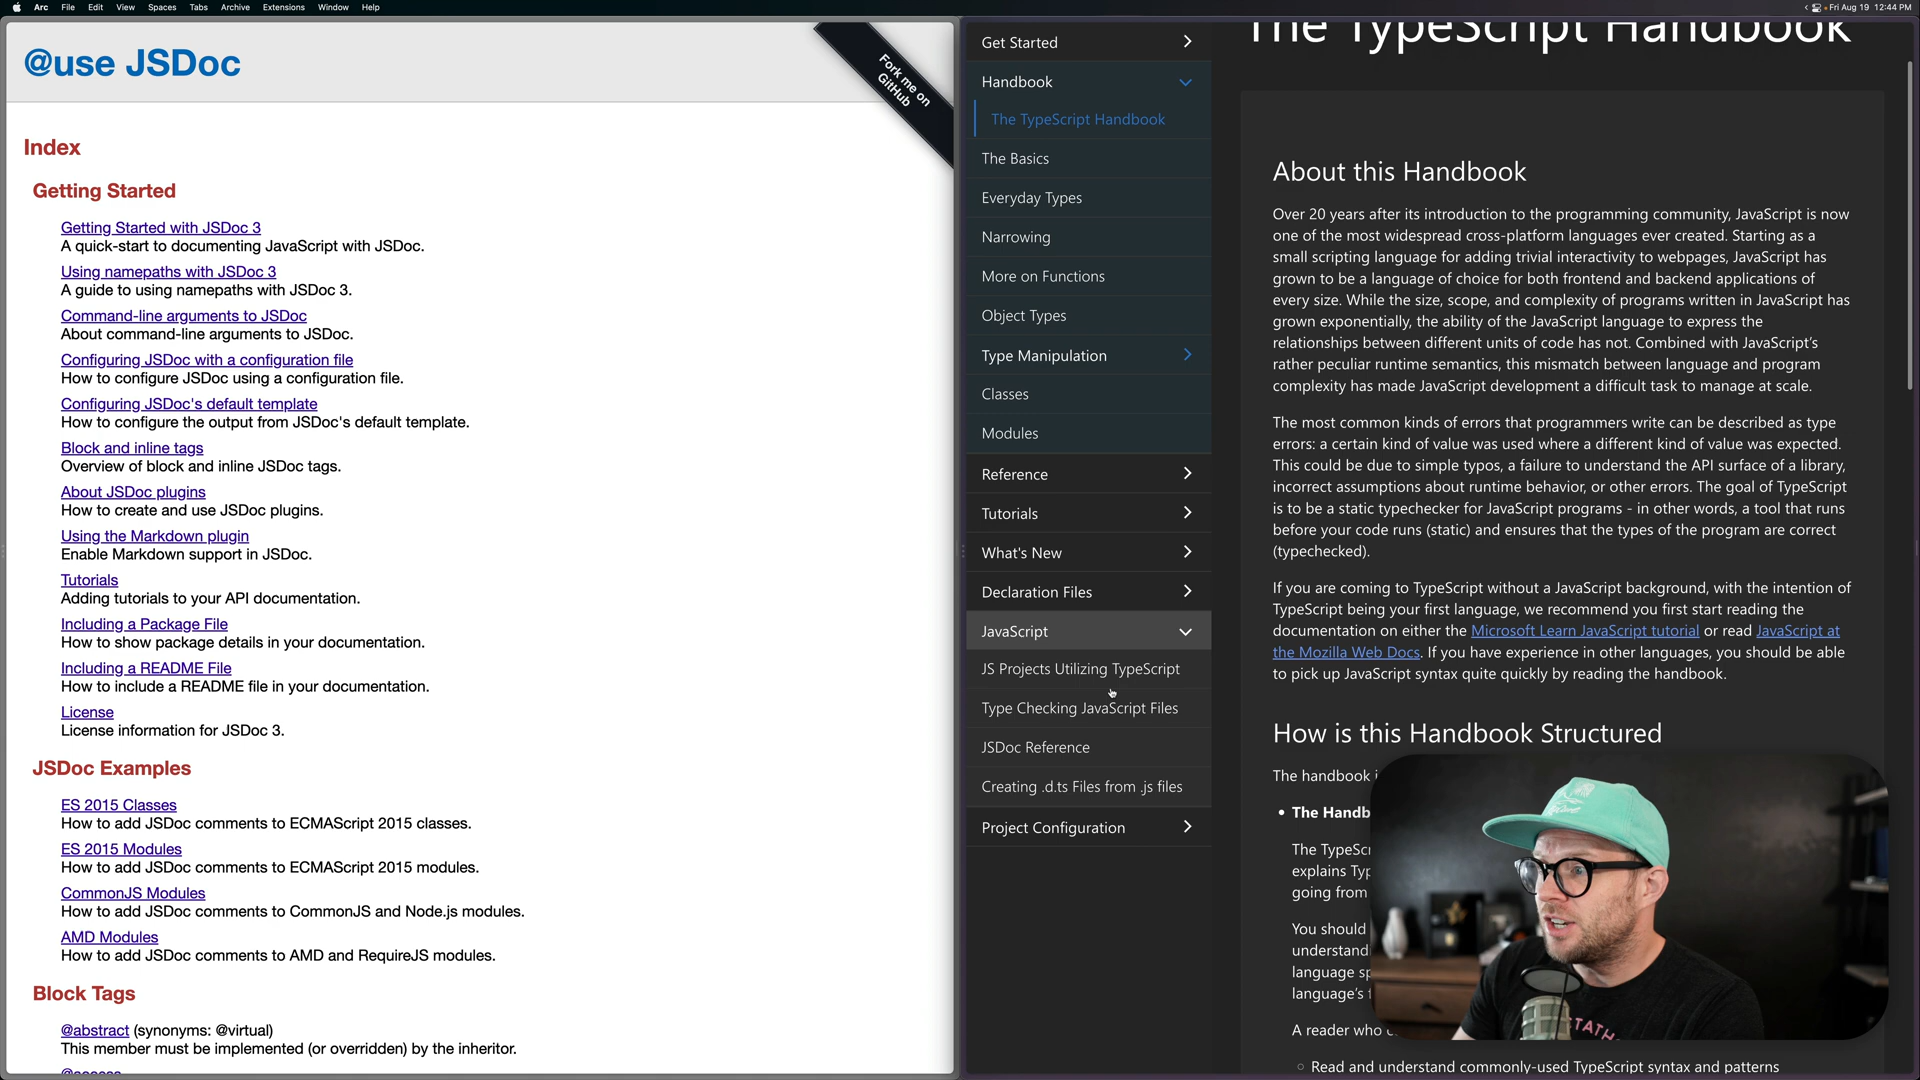 Arc File Edit View Spaces Tabs Archive Extensions Window Help
Fri Aug 19 12:44 PM
@use JSDoc
Fork me on
GitHub
Index
Getting Started
Getting Started with JSDoc 3
A quick-start to documenting JavaScript with JSDoc.
Using namepaths with JSDoc 3
A guide to using namepaths with JSDoc 3.
Command-line arguments to JSDoc
About command-line arguments to JSDoc.
Configuring JSDoc with a configuration file
How to configure JSDoc using a configuration file.
Configuring JSDoc's default template
How to configure the output from JSDoc's default template.
Block and inline tags
Overview of block and inline JSDoc tags.
About JSDoc plugins
How to create and use JSDoc plugins.
Using the Markdown plugin
Enable Markdown support in JSDoc.
Tutorials
Adding tutorials to your API documentation.
Including a Package File
How to show package details in your documentation.
Including a README File
How to include a README file in your documentation.
License
License information for JSDoc 3.
JSDoc Examples
ES 2015 Classes
How to add JSDoc comments to ECMAScript 2015 classes.
ES 2015 Modules
How to add JSDoc comments to ECMAScript 2015 modules.
CommonJS Modules
How to add JSDoc comments to CommonJS and Node.js modules.
AMD Modules
How to add JSDoc comments to AMD and RequireJS modules.
Block Tags
@abstract (synonyms: @virtual)
This member must be implemented (or overridden) by the inheritor.
@access
Get Started
Handbook
The TypeScript Handbook
The Basics
Everyday Types
Narrowing
More on Functions
Object Types
Type Manipulation
Classes
Modules
Reference
Tutorials
What's New
Declaration Files
JavaScript
JS Projects Utilizing TypeScript
Type Checking JavaScript Files
JSDoc Reference
Creating .d.ts Files from .js files
Project Configuration
The TypeScript Handbook
About this Handbook
Over 20 years after its introduction to the programming community, JavaScript is now
one of the most widespread cross-platform languages ever created. Starting as a
small scripting language for adding trivial interactivity to webpages, JavaScript has
grown to be a language of choice for both frontend and backend applications of
every size. While the size, scope, and complexity of programs written in JavaScript has
grown exponentially, the ability of the JavaScript language to express the
relationships between different units of code has not. Combined with JavaScript's
rather peculiar runtime semantics, this mismatch between language and program
complexity has made JavaScript development a difficult task to manage at scale.
The most common kinds of errors that programmers write can be described as type
errors: a certain kind of value was used where a different kind of value was expected.
This could be due to simple typos, a failure to understand the API surface of a library,
incorrect assumptions about runtime behavior, or other errors. The goal of TypeScript
is to be a static typechecker for JavaScript programs - in other words, a tool that runs
before your code runs (static) and ensures that the types of the program are correct
(typechecked).
If you are coming to TypeScript without a JavaScript background, with the intention of
TypeScript being your first language, we recommend you first start reading the
documentation on either the Microsoft Learn JavaScript tutorial or read JavaScript at
the Mozilla Web Docs. If you have experience in other languages, you should be able
to pick up JavaScript syntax quite quickly by reading the handbook.
How is this Handbook Structured
The handbook
• The Handb
The TypeScr
explains Typ
going from
You should
understand
language sp
language's
A reader who
○ Read and understand commonly-used TypeScript syntax and patterns